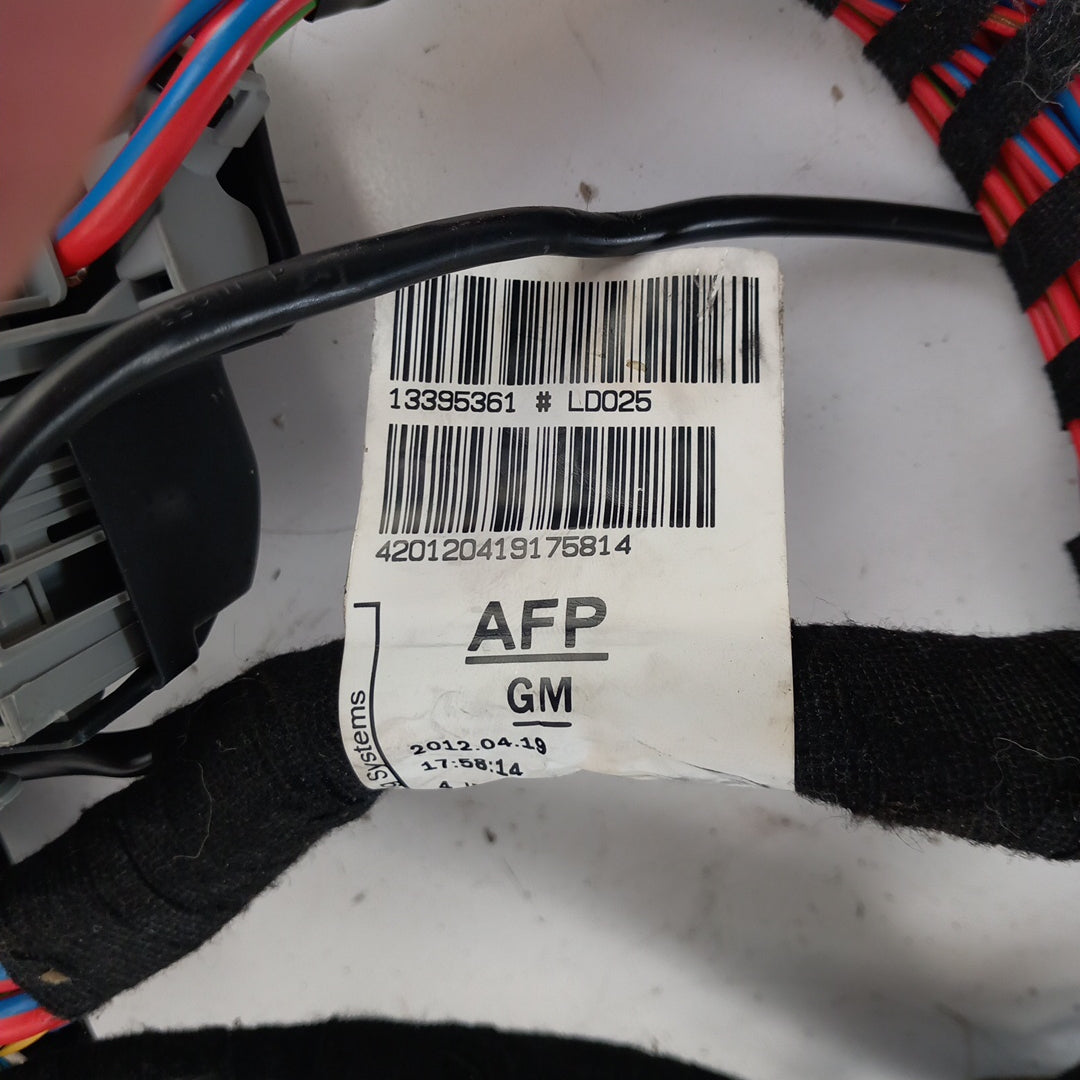 13395361 # LD025
420120419175814
AFP
GM
2012.04.19
17:58:14
systems